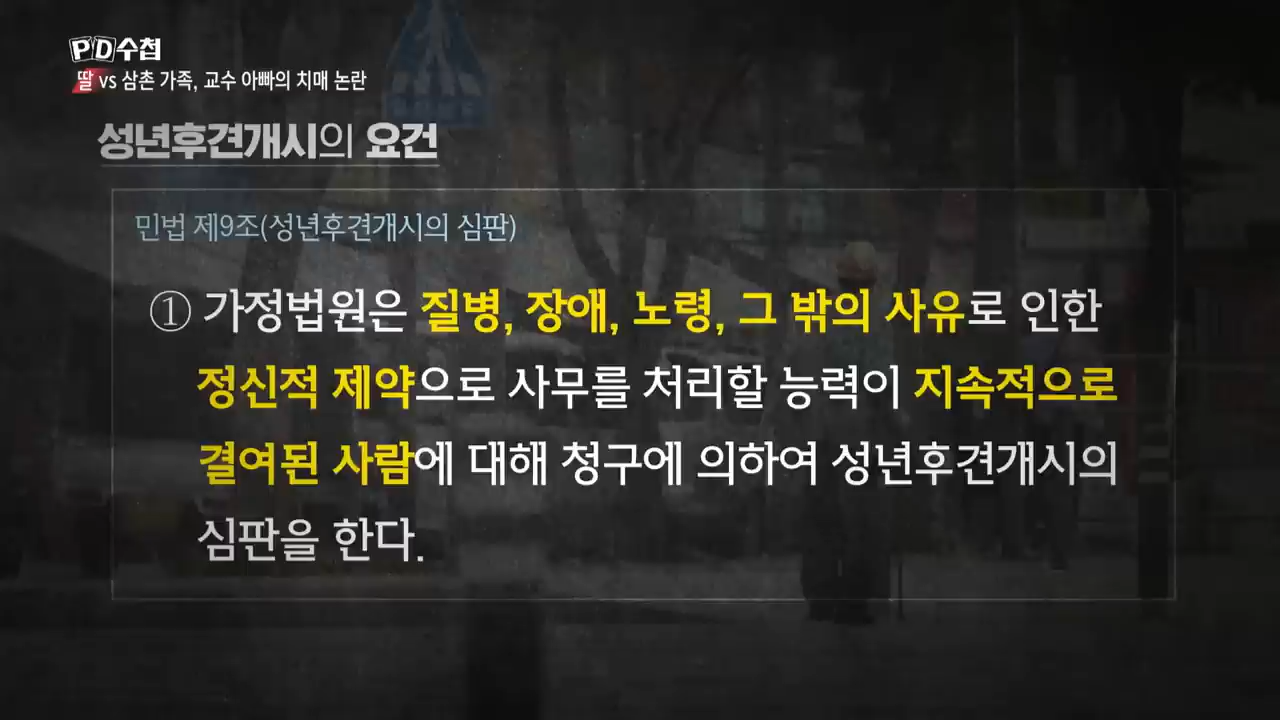 PD수첩
딸 vs 삼촌 가족, 교수 아빠의 치매 논란
성년후견개시의 요건
민법 제9조(성년후견개시의 심판)
① 가정법원은 질병, 장애, 노령, 그 밖의 사유로 인한
정신적 제약으로 사무를 처리할 능력이 지속적으로
결여된 사람에 대해 청구에 의하여 성년후견개시의
심판을 한다.